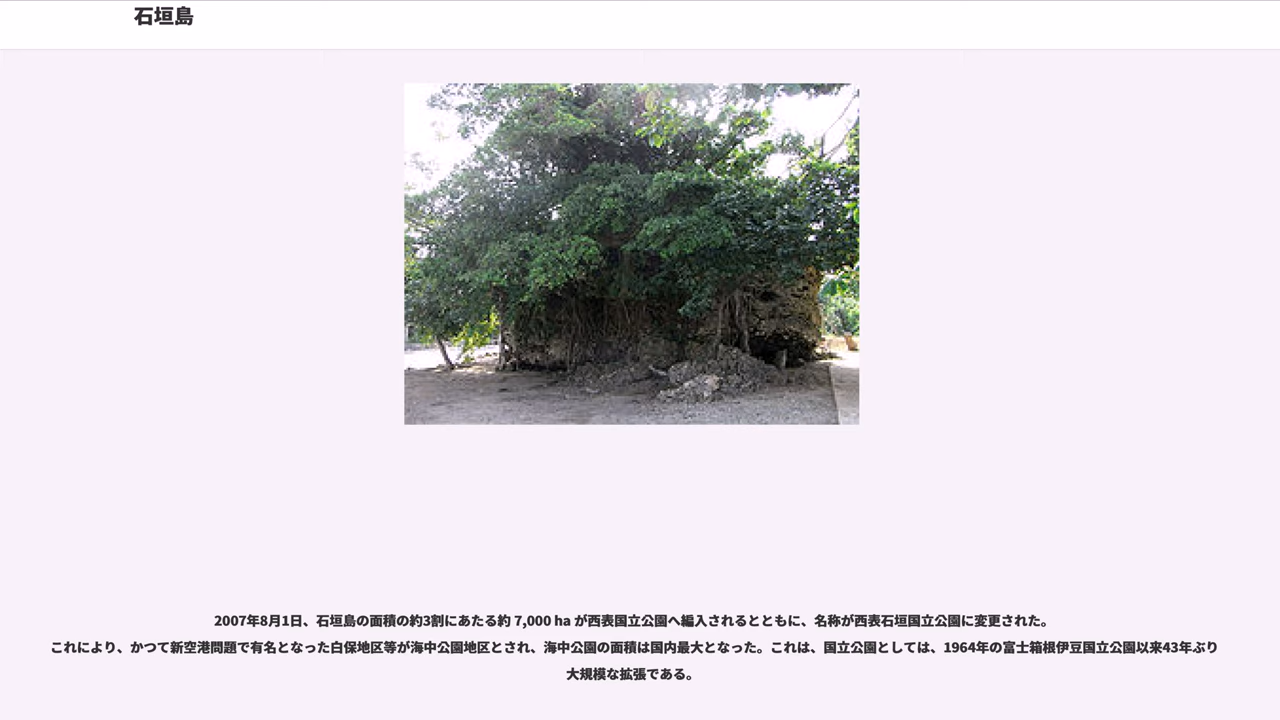 石垣島
2007年8月1日、石垣島の面積の約3割にあたる約 7,000 ha が西表国立公園へ編入されるとともに、名称が西表石垣国立公園に変更された。
これにより、かつて新空港問題で有名となった白保地区等が海中公園地区とされ、海中公園の面積は国内最大となった。これは、国立公園としては、1964年の富士箱根伊豆国立公園以来43年ぶり
大規模な拡張である。